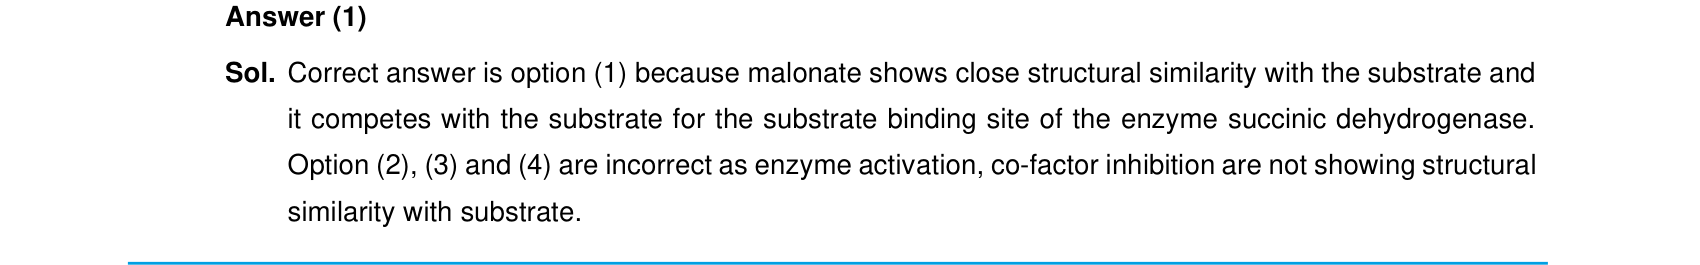 Answer (1)
Sol. Correct answer is option (1) because malonate shows close structural similarity with the substrate and
it competes with the substrate for the substrate binding site of the enzyme succinic dehydrogenase.
Option (2), (3) and (4) are incorrect as enzyme activation, co-factor inhibition are not showing structural
similarity with substrate.